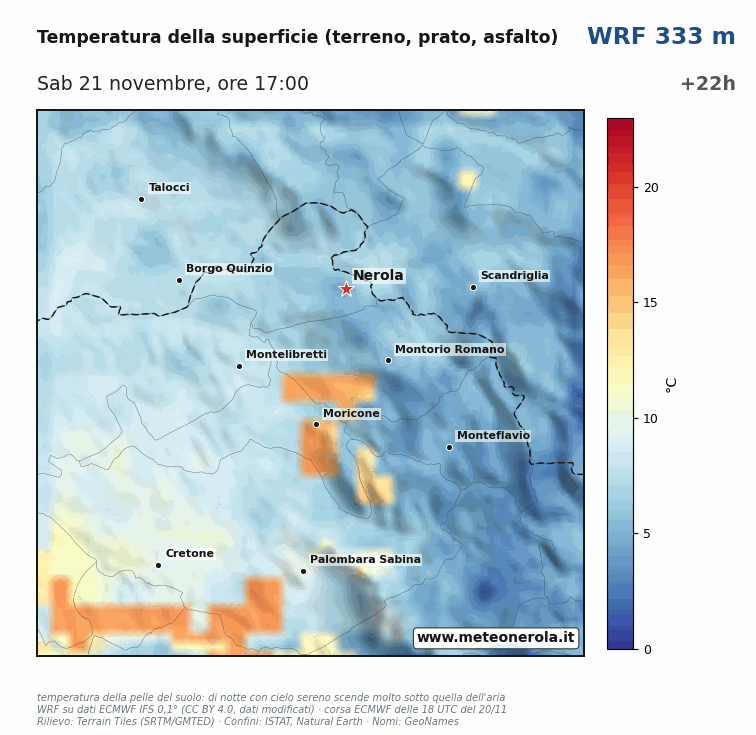 Temperatura della superficie (terreno, prato, asfalto)
WRF 333 m
Sab 21 novembre, ore 17:00
+22h
Talocci
Borgo Quinzio
Nerola
Scandriglia
Montelibretti
Montorio Romano
Moricone
Monteflavio
Cretone
Palombara Sabina
www.meteonerola.it
20
15
10
5
0
°C
temperatura della pelle del suolo: di notte con cielo sereno scende molto sotto quella dell'aria
WRF su dati ECMWF IFS 0,1° (CC BY 4.0, dati modificati) · corsa ECMWF delle 18 UTC del 20/11
Rilievo: Terrain Tiles (SRTM/GMTED) · Confini: ISTAT, Natural Earth · Nomi: GeoNames